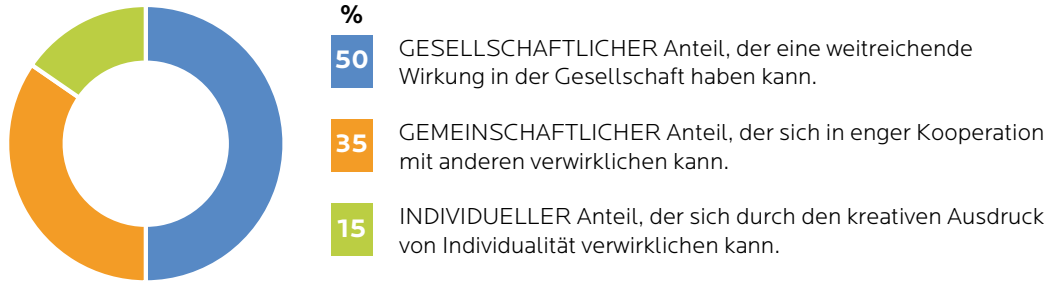 %
50
GESELLSCHAFTLICHER Anteil, der eine weitreichende
Wirkung in der Gesellschaft haben kann.
35
GEMEINSCHAFTLICHER Anteil, der sich in enger Kooperation
mit anderen verwirklichen kann.
15
INDIVIDUELLER Anteil, der sich durch den kreativen Ausdruck
von Individualität verwirklichen kann.